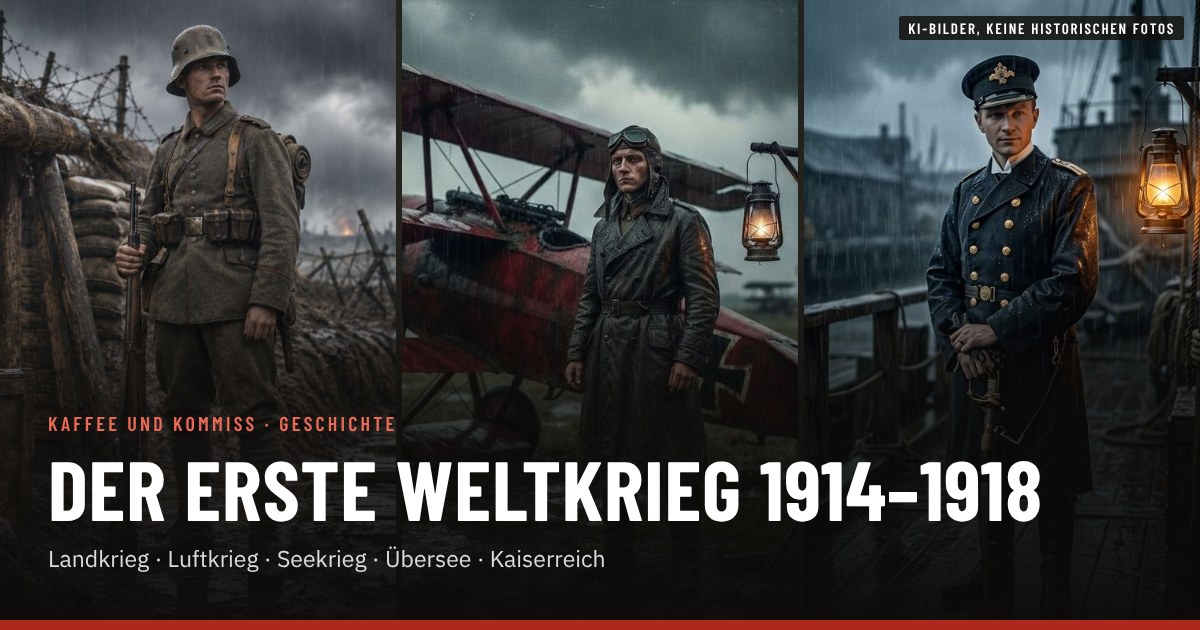 KI-BILDER, KEINE HISTORISCHEN FOTOS
KAFFEE UND KOMMISS · GESCHICHTE
DER ERSTE WELTKRIEG 1914–1918
Landkrieg · Luftkrieg · Seekrieg · Übersee · Kaiserreich